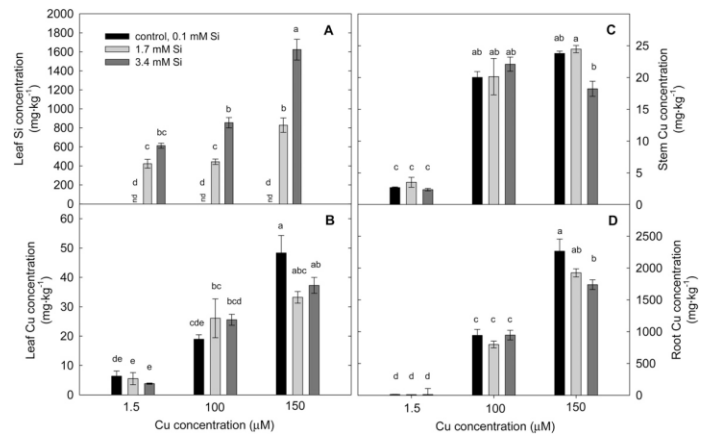 A
control, 0.1 mM Si
1.7 mM Si
3.4 mM Si
Leaf Si concentration
(mg·kg⁻¹)
1800
1600
1400
1200
1000
800
600
400
200
0
d c bc
d c b
d b a
nd nd nd
C
Stem Cu concentration
(mg·kg⁻¹)
25
20
15
10
5
0
c c c
ab ab ab
ab a b
B
Leaf Cu concentration
(mg·kg⁻¹)
60
50
40
30
20
10
0
de e e
cde bc bcd
a abc ab
1.5 100 150
Cu concentration (µM)
D
Root Cu concentration
(mg·kg⁻¹)
2500
2000
1500
1000
500
0
d d d
c c c
a ab b
1.5 100 150
Cu concentration (µM)